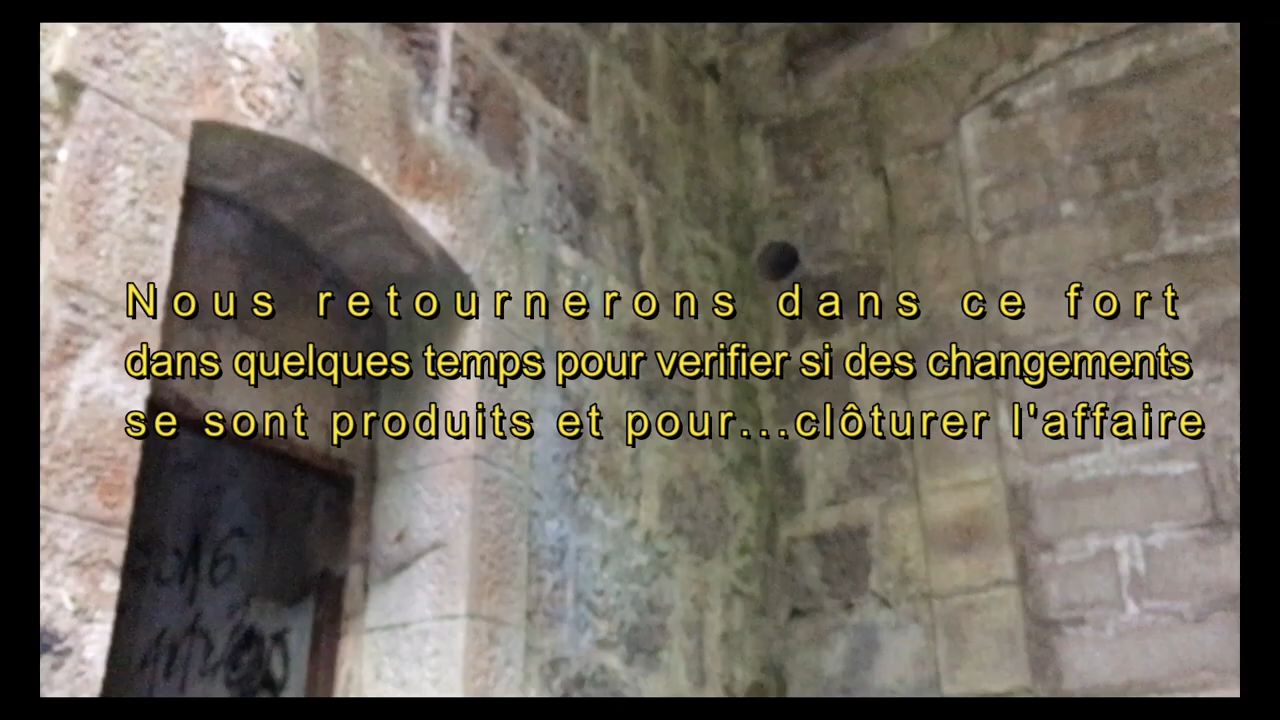 Nous retournerons dans ce fort
dans quelques temps pour verifier si des changements
se sont produits et pour...clôturer l'affaire